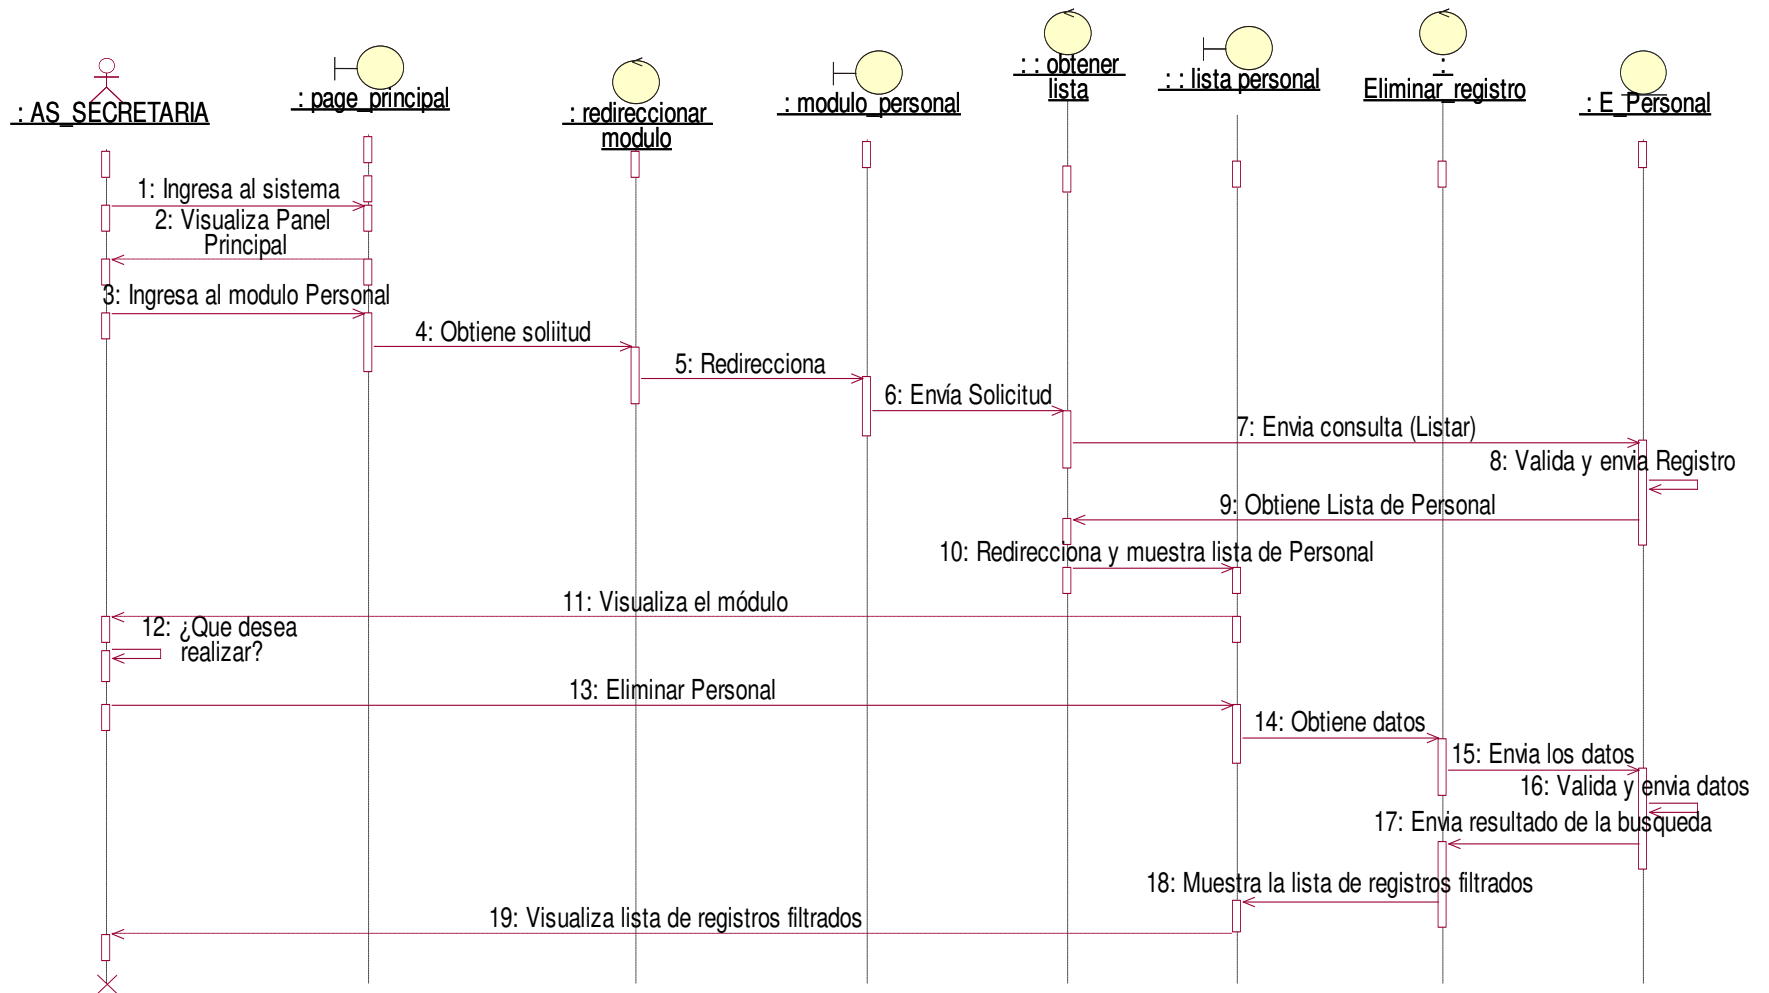 : AS_SECRETARIA
: page_principal
: redireccionar
modulo
: modulo_personal
: : obtener
lista
: : lista personal
:
Eliminar_registro
: E_Personal
1: Ingresa al sistema
2: Visualiza Panel
Principal
3: Ingresa al modulo Personal
4: Obtiene soliitud
5: Redirecciona
6: Envía Solicitud
7: Envia consulta (Listar)
8: Valida y envia Registro
9: Obtiene Lista de Personal
10: Redirecciona y muestra lista de Personal
11: Visualiza el módulo
12: ¿Que desea
realizar?
13: Eliminar Personal
14: Obtiene datos
15: Envia los datos
16: Valida y envia datos
17: Envia resultado de la busqueda
18: Muestra la lista de registros filtrados
19: Visualiza lista de registros filtrados